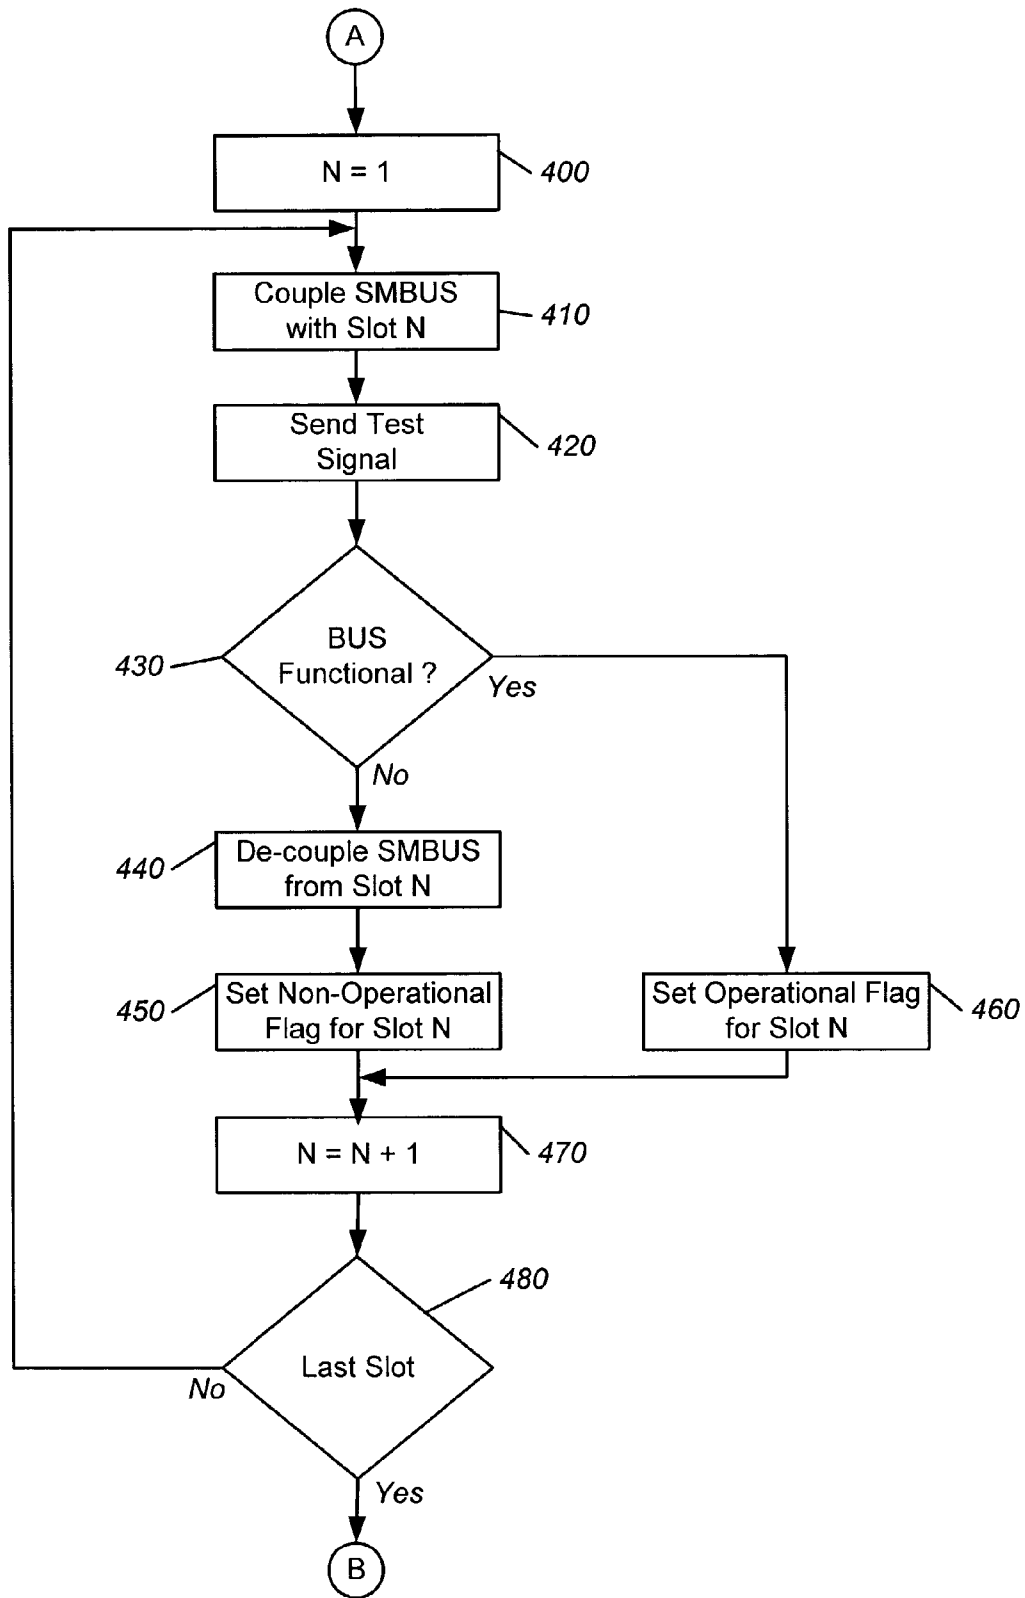 A
N = 1
400
Couple SMBUS
with Slot N
410
Send Test
Signal
420
BUS
Functional ?
430
Yes
No
De-couple SMBUS
from Slot N
440
Set Non-Operational
Flag for Slot N
450
Set Operational Flag
for Slot N
460
N = N + 1
470
480
Last Slot
No
Yes
B